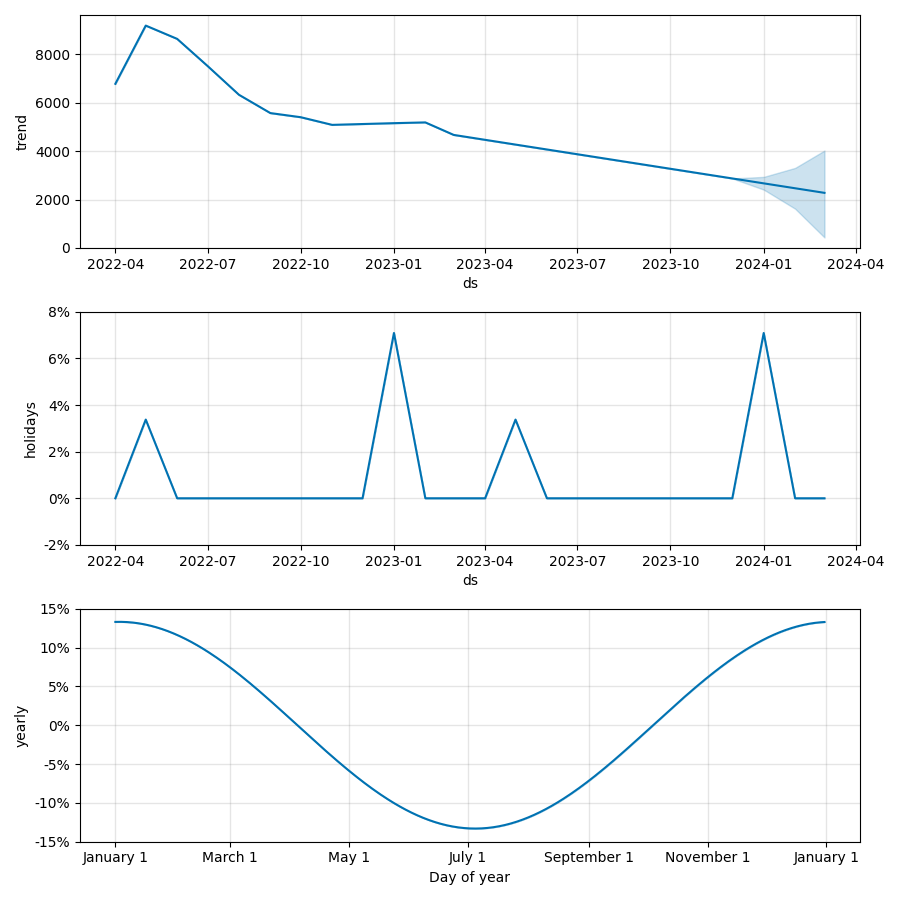 8000
6000
4000
2000
0
trend
2022-04 2022-07 2022-10 2023-01 2023-04 2023-07 2023-10 2024-01 2024-04
ds
8%
6%
4%
2%
0%
-2%
holidays
2022-04 2022-07 2022-10 2023-01 2023-04 2023-07 2023-10 2024-01 2024-04
ds
15%
10%
5%
0%
-5%
-10%
-15%
yearly
January 1 March 1 May 1 July 1 September 1 November 1 January 1
Day of year